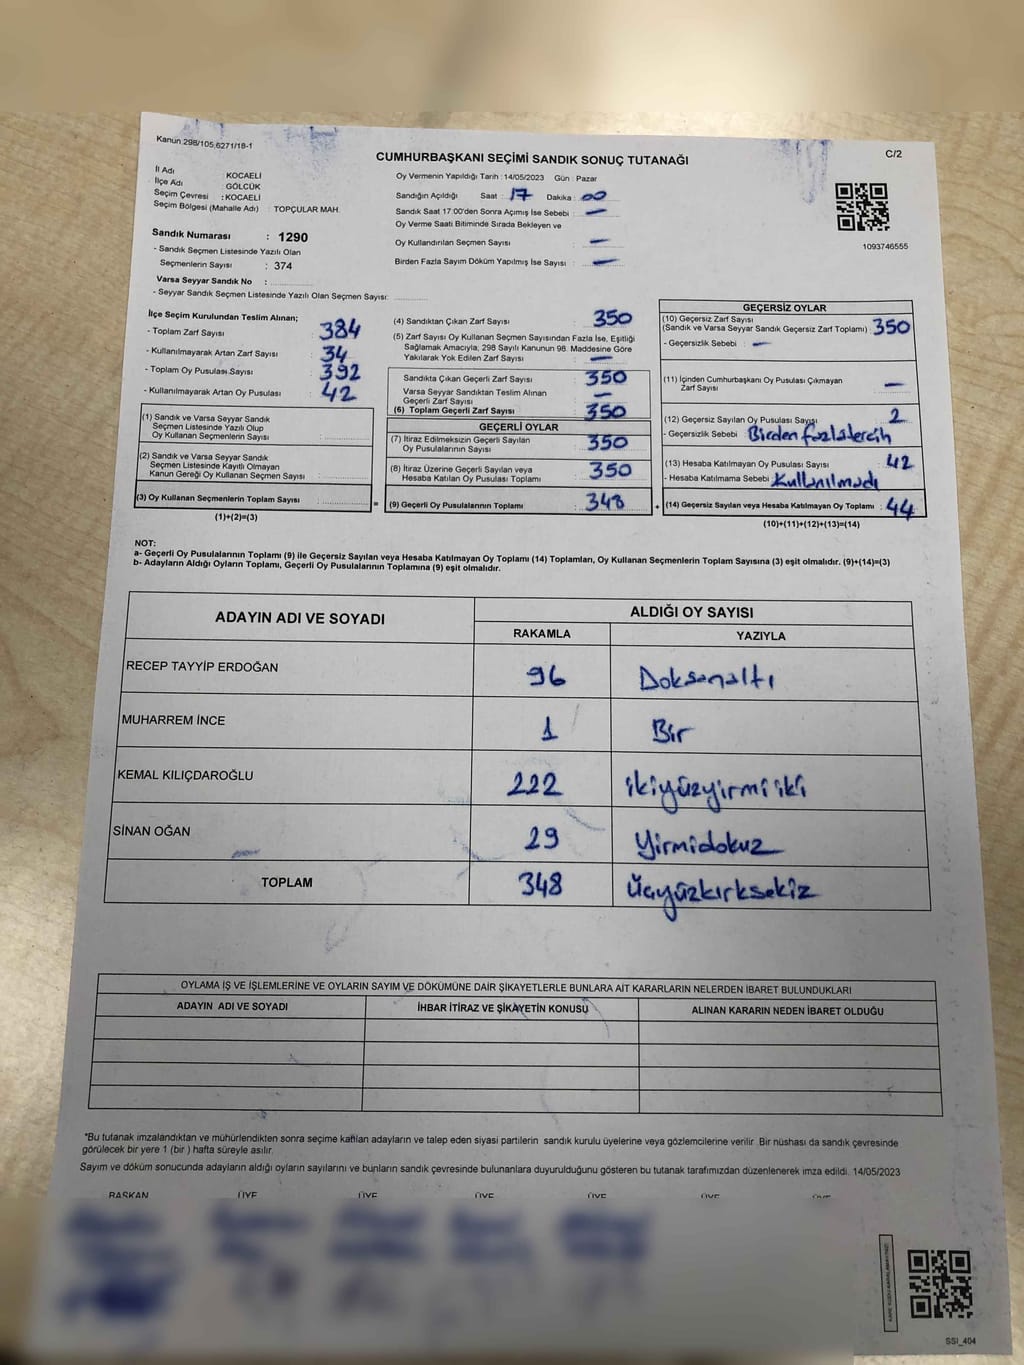 Kanun:298/105,6271/18-1
C/2
CUMHURBAŞKANI SEÇİMİ SANDIK SONUÇ TUTANAĞI
İl Adı KOCAELİ
İlçe Adı GÖLCÜK
Seçim Çevresi : KOCAELİ
Seçim Bölgesi (Mahalle Adı) : TOPÇULAR MAH.
Sandık Numarası : 1290
- Sandık Seçmen Listesinde Yazılı Olan
Seçmenlerin Sayısı : 374
Varsa Seyyar Sandık No :
- Seyyar Sandık Seçmen Listesinde Yazılı Olan Seçmen Sayısı:
Oy Vermenin Yapıldığı Tarih : 14/05/2023 Gün : Pazar
Sandığın Açıldığı Saat : 17 Dakika : 00
Sandık Saat 17:00'den Sonra Açımış İse Sebebi : —
Oy Verme Saati Bitiminde Sırada Bekleyen ve
Oy Kullandırılan Seçmen Sayısı : —
Birden Fazla Sayım Döküm Yapılmış İse Sayısı : —
1093746555
İlçe Seçim Kurulundan Teslim Alınan;
- Toplam Zarf Sayısı : 384
- Kullanılmayarak Artan Zarf Sayısı : 34
- Toplam Oy Pusulası Sayısı : 392
- Kullanılmayarak Artan Oy Pusulası : 42
(1) Sandık ve Varsa Seyyar Sandık
Seçmen Listesinde Yazılı Olup
Oy Kullanan Seçmenlerin Sayısı :
(2) Sandık ve Varsa Seyyar Sandık
Seçmen Listesinde Kayıtlı Olmayan
Kanun Gereği Oy Kullanan Seçmen Sayısı :
(3) Oy Kullanan Seçmenlerin Toplam Sayısı :
(1)+(2)=(3)
(4) Sandıktan Çıkan Zarf Sayısı : 350
(5) Zarf Sayısı Oy Kullanan Seçmen Sayısından Fazla İse, Eşitliği
Sağlamak Amacıyla, 298 Sayılı Kanunun 98. Maddesine Göre
Yakılarak Yok Edilen Zarf Sayısı : —
Sandıkta Çıkan Geçerli Zarf Sayısı : 350
Varsa Seyyar Sandıktan Teslim Alınan
Geçerli Zarf Sayısı : —
(6) Toplam Geçerli Zarf Sayısı : 350
GEÇERLİ OYLAR
(7) İtiraz Edilmeksizin Geçerli Sayılan
Oy Pusulalarının Sayısı : 350
(8) İtiraz Üzerine Geçerli Sayılan veya
Hesaba Katılan Oy Pusulası Toplamı : 350
= (9) Geçerli Oy Pusulalarının Toplamı : 348
GEÇERSİZ OYLAR
(10) Geçersiz Zarf Sayısı
(Sandık ve Varsa Seyyar Sandık Geçersiz Zarf Toplamı) : 350
- Geçersizlik Sebebi : —
(11) İçinden Cumhurbaşkanı Oy Pusulası Çıkmayan
Zarf Sayısı : —
(12) Geçersiz Sayılan Oy Pusulası Sayısı : 2
- Geçersizlik Sebebi : Birden fazla tercih
(13) Hesaba Katılmayan Oy Pusulası Sayısı : 42
- Hesaba Katılmama Sebebi : Kullanılmadı
+ (14) Geçersiz Sayılan veya Hesaba Katılmayan Oy Toplamı : 44
(10)+(11)+(12)+(13)=(14)
NOT:
a- Geçerli Oy Pusulalarının Toplamı (9) ile Geçersiz Sayılan veya Hesaba Katılmayan Oy Toplamı (14) Toplamları, Oy Kullanan Seçmenlerin Toplam Sayısına (3) eşit olmalıdır. (9)+(14)=(3)
b- Adayların Aldığı Oyların Toplamı, Geçerli Oy Pusulalarının Toplamına (9) eşit olmalıdır.
ADAYIN ADI VE SOYADI ALDIĞI OY SAYISI
RAKAMLA YAZIYLA
RECEP TAYYİP ERDOĞAN 96 Doksanaltı
MUHARREM İNCE 1 Bir
KEMAL KILIÇDAROĞLU 222 ikiyüzyirmiiki
SİNAN OĞAN 29 Yirmidokuz
TOPLAM 348 Üçyüzkırksekiz
OYLAMA İŞ VE İŞLEMLERİNE VE OYLARIN SAYIM VE DÖKÜMÜNE DAİR ŞİKAYETLERLE BUNLARA AİT KARARLARIN NELERDEN İBARET BULUNDUKLARI
ADAYIN ADI VE SOYADI İHBAR İTİRAZ VE ŞİKAYETİN KONUSU ALINAN KARARIN NEDEN İBARET OLDUĞU
*Bu tutanak imzalandıktan ve mühürlendikten sonra seçime katılan adayların ve talep eden siyasi partilerin sandık kurulu üyelerine veya gözlemcilerine verilir. Bir nüshası da sandık çevresinde
görülecek bir yere 1 (bir ) hafta süreyle asılır.
Sayım ve döküm sonucunda adayların aldığı oyların sayılarını ve bunların sandık çevresinde bulunanlara duyurulduğunu gösteren bu tutanak tarafımızdan düzenlenerek imza edildi. 14/05/2023
BAŞKAN ÜYE ÜYE ÜYE ÜYE ÜYE ÜYE
SSI_404